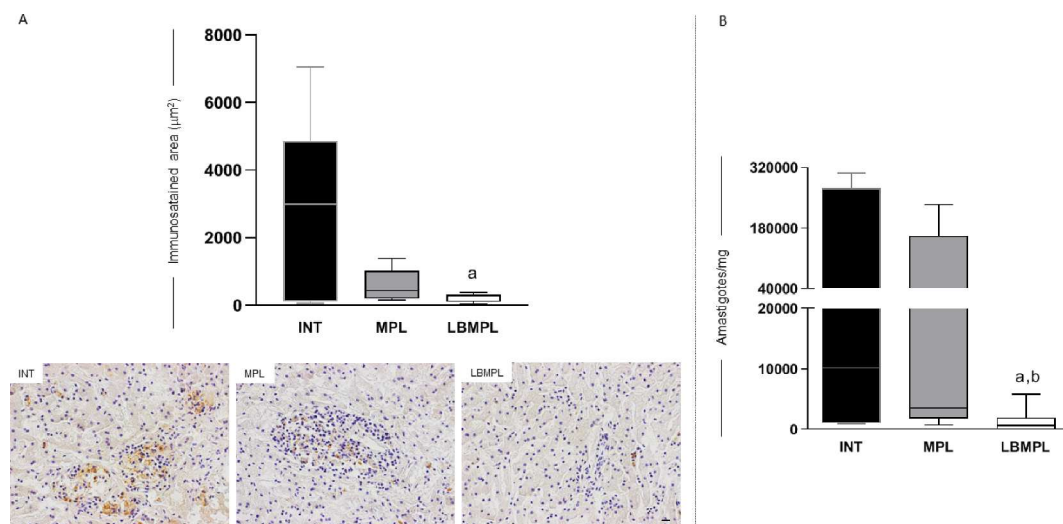 A
Immunosatained area (µm²)
8000
6000
4000
2000
0
a
INT
MPL
LBMPL
INT
MPL
LBMPL
B
Amastigotes/mg
320000
180000
40000
20000
10000
0
a,b
INT
MPL
LBMPL